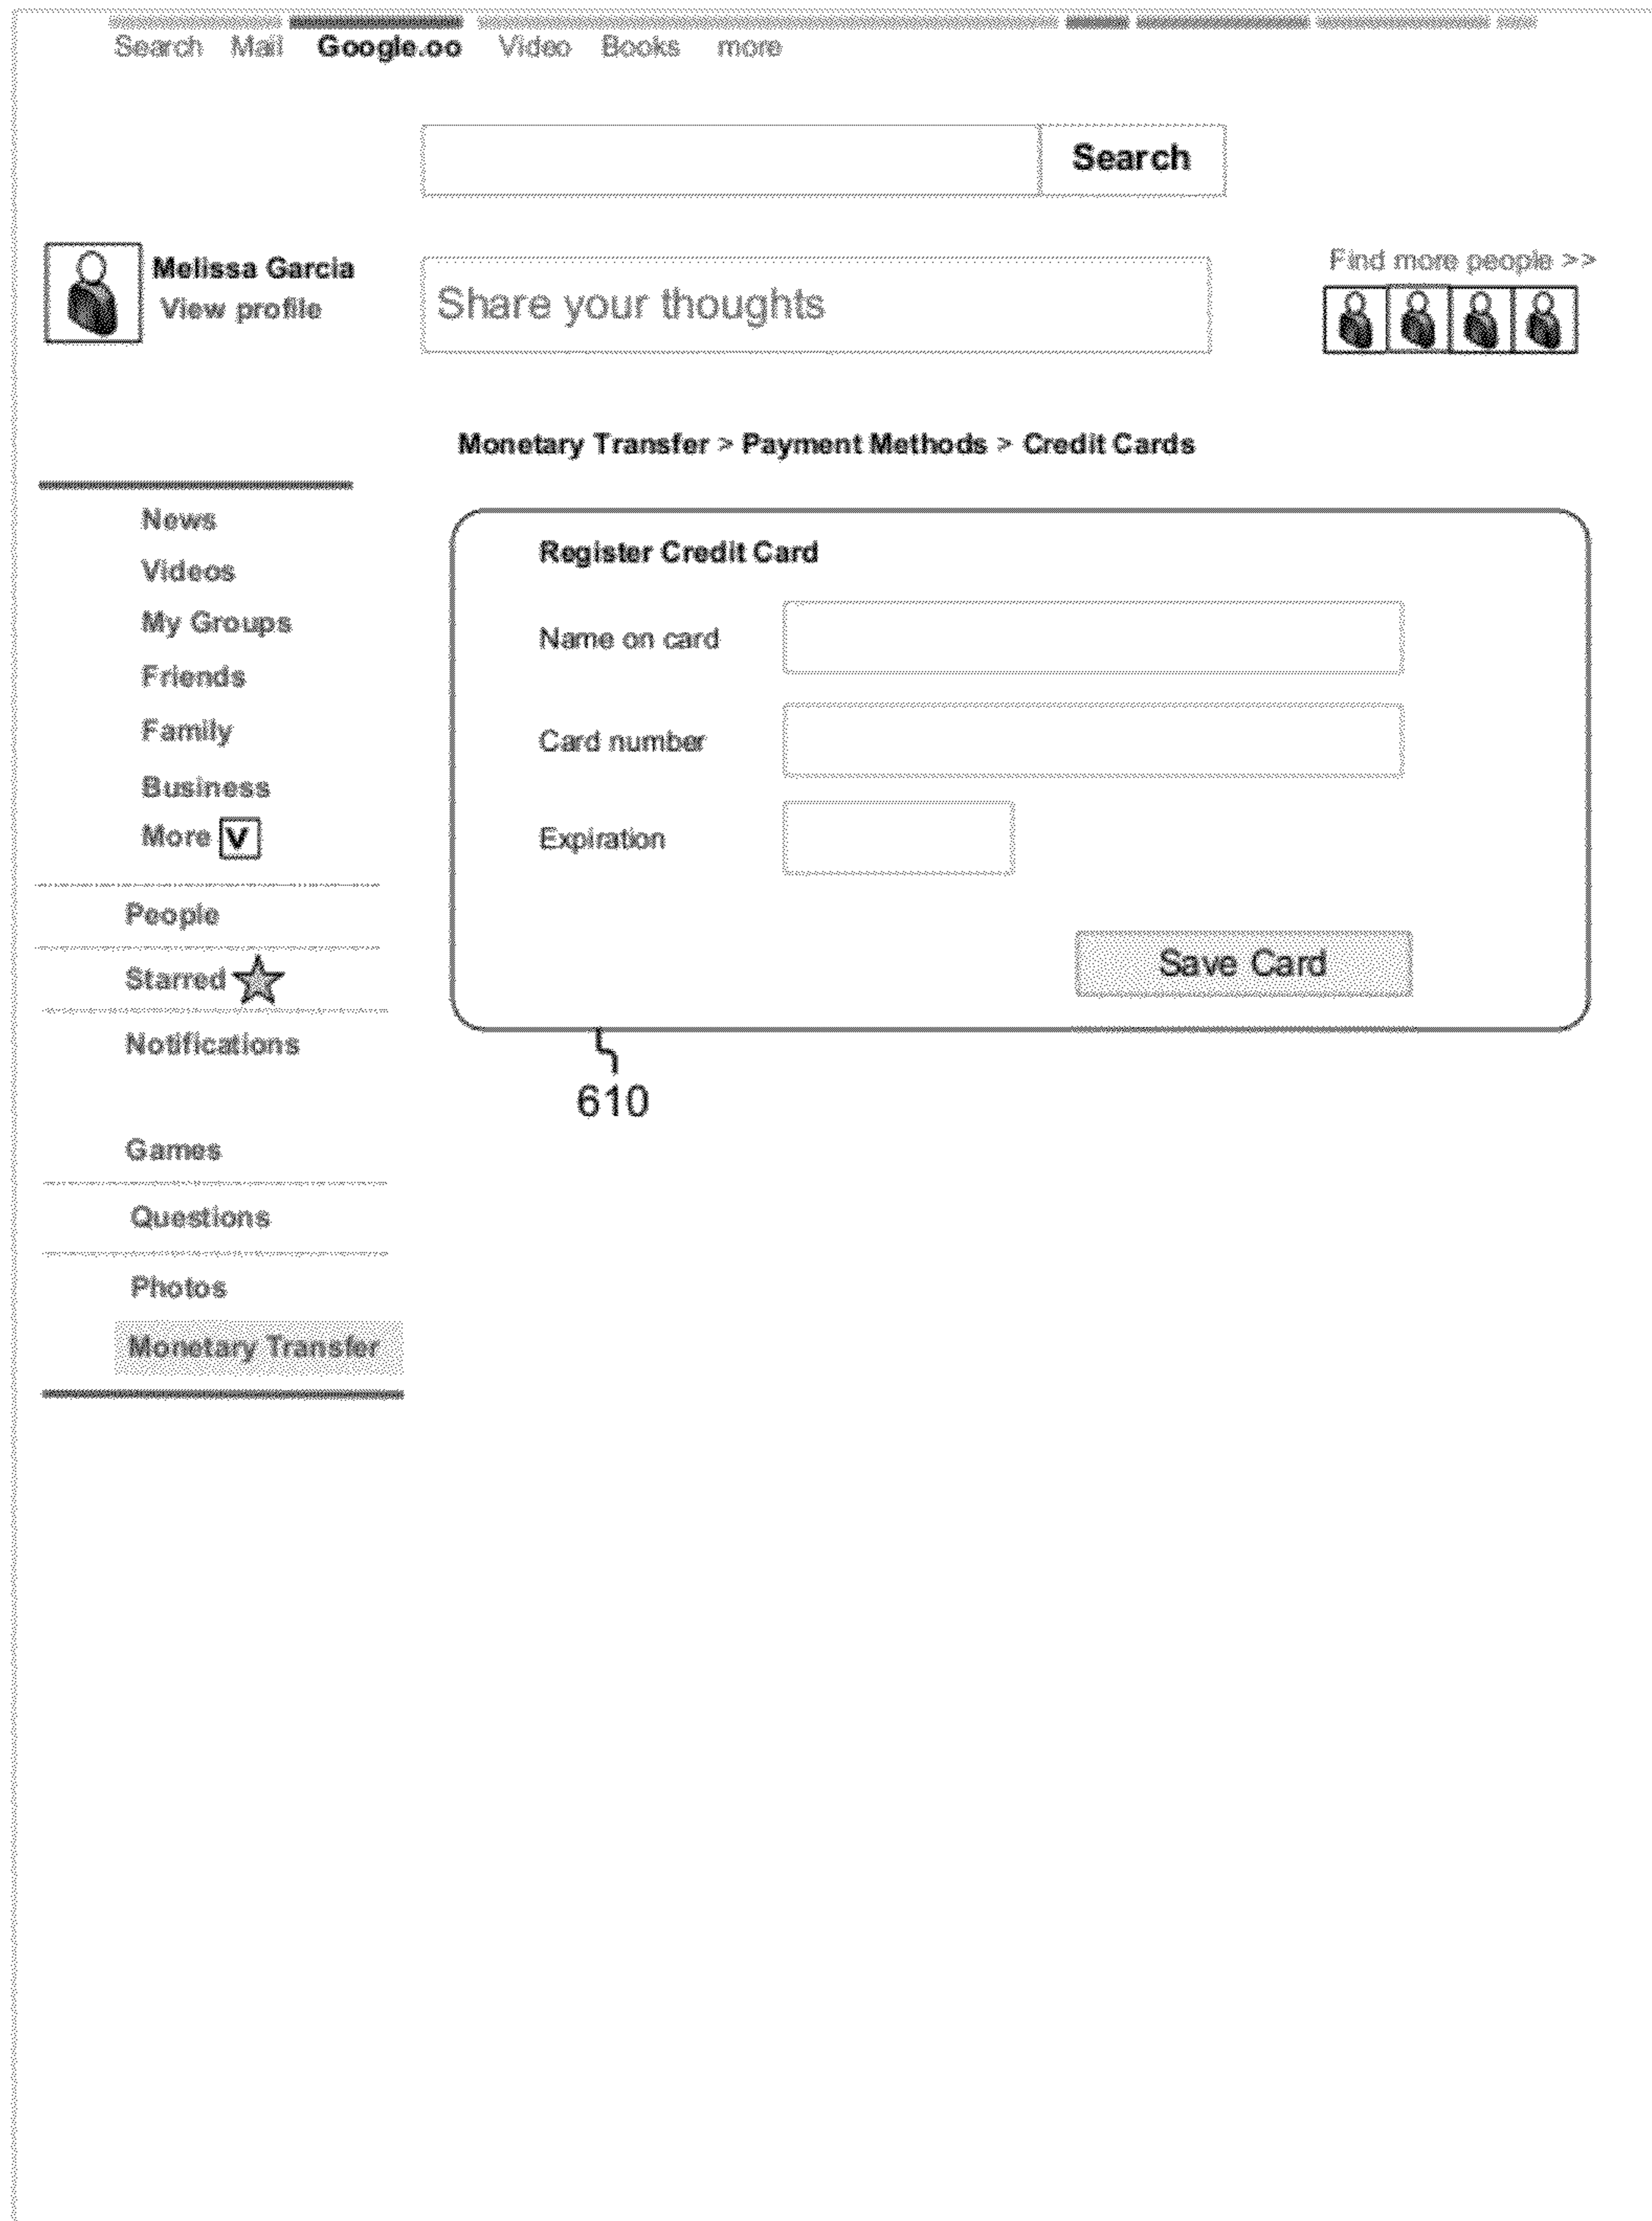 Search Mail Google.oo Video Books more
Search
Melissa Garcia
View profile
Share your thoughts
Find more people >>
Monetary Transfer > Payment Methods > Credit Cards
News
Videos
My Groups
Friends
Family
Business
More V
People
Starred
Notifications
Games
Questions
Photos
Monetary Transfer
Register Credit Card
Name on card
Card number
Expiration
Save Card
610